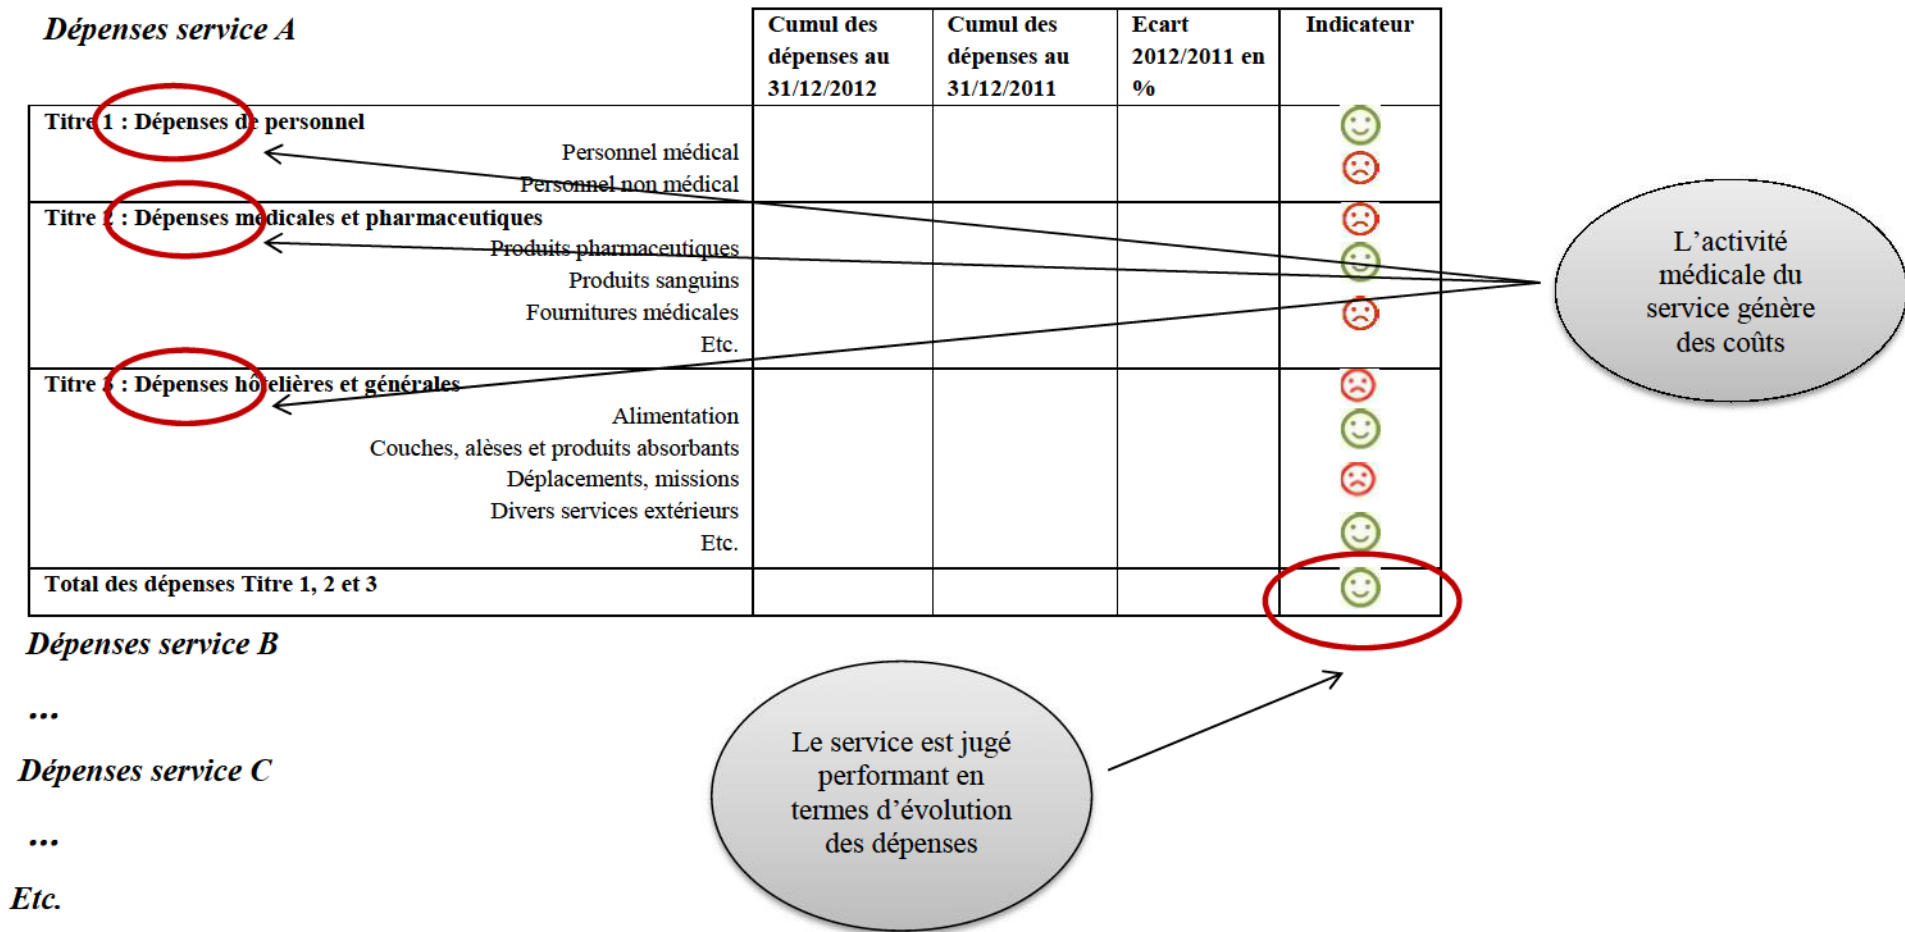 Dépenses service A
Cumul des dépenses au 31/12/2012
Cumul des dépenses au 31/12/2011
Ecart 2012/2011 en %
Indicateur
Titre 1 : Dépenses de personnel
Personnel médical
Personnel non médical
Titre 2 : Dépenses médicales et pharmaceutiques
Produits pharmaceutiques
Produits sanguins
Fournitures médicales
Etc.
Titre 3 : Dépenses hôtelières et générales
Alimentation
Couches, alèses et produits absorbants
Déplacements, missions
Divers services extérieurs
Etc.
Total des dépenses Titre 1, 2 et 3
L’activité
médicale du
service génère
des coûts
Dépenses service B
...
Dépenses service C
...
Etc.
Le service est jugé
performant en
termes d’évolution
des dépenses